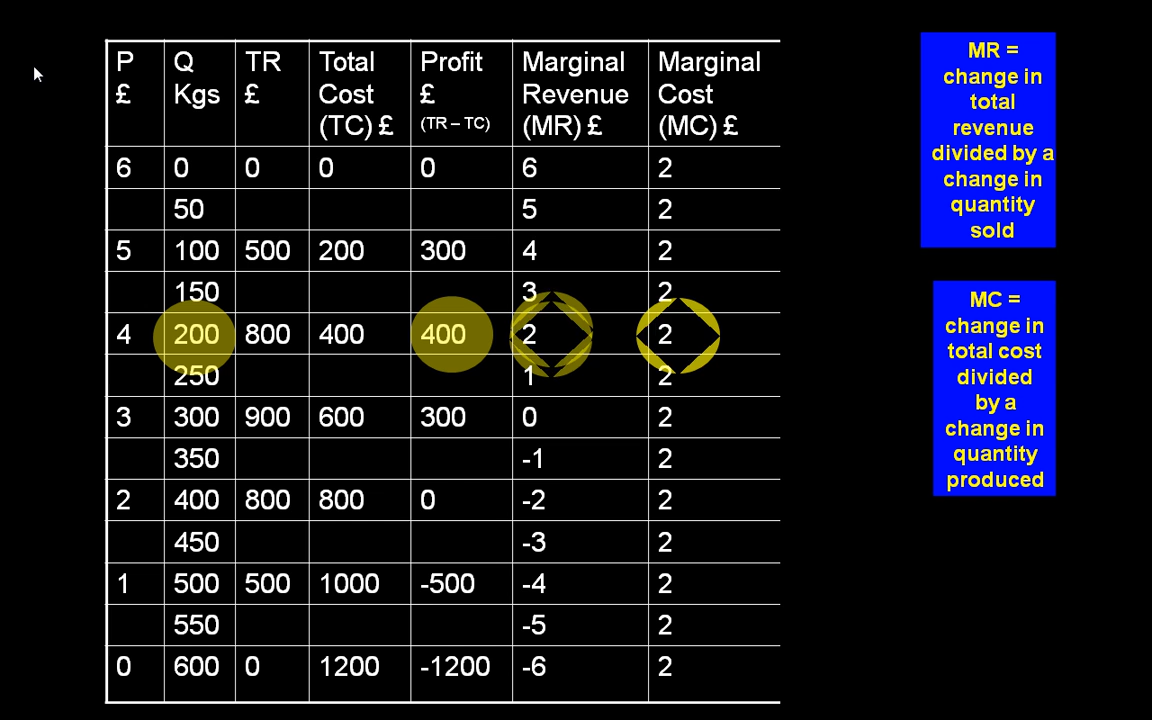 P Q TR Total Profit Marginal Marginal
£ Kgs £ Cost £ Revenue Cost
(TC) £ (TR – TC) (MR) £ (MC) £
6 0 0 0 0 6 2
50 5 2
5 100 500 200 300 4 2
150 3 2
4 200 800 400 400 2 2
250 1 2
3 300 900 600 300 0 2
350 -1 2
2 400 800 800 0 -2 2
450 -3 2
1 500 500 1000 -500 -4 2
550 -5 2
0 600 0 1200 -1200 -6 2
MR =
change in
total
revenue
divided by a
change in
quantity
sold
MC =
change in
total cost
divided
by a
change in
quantity
produced